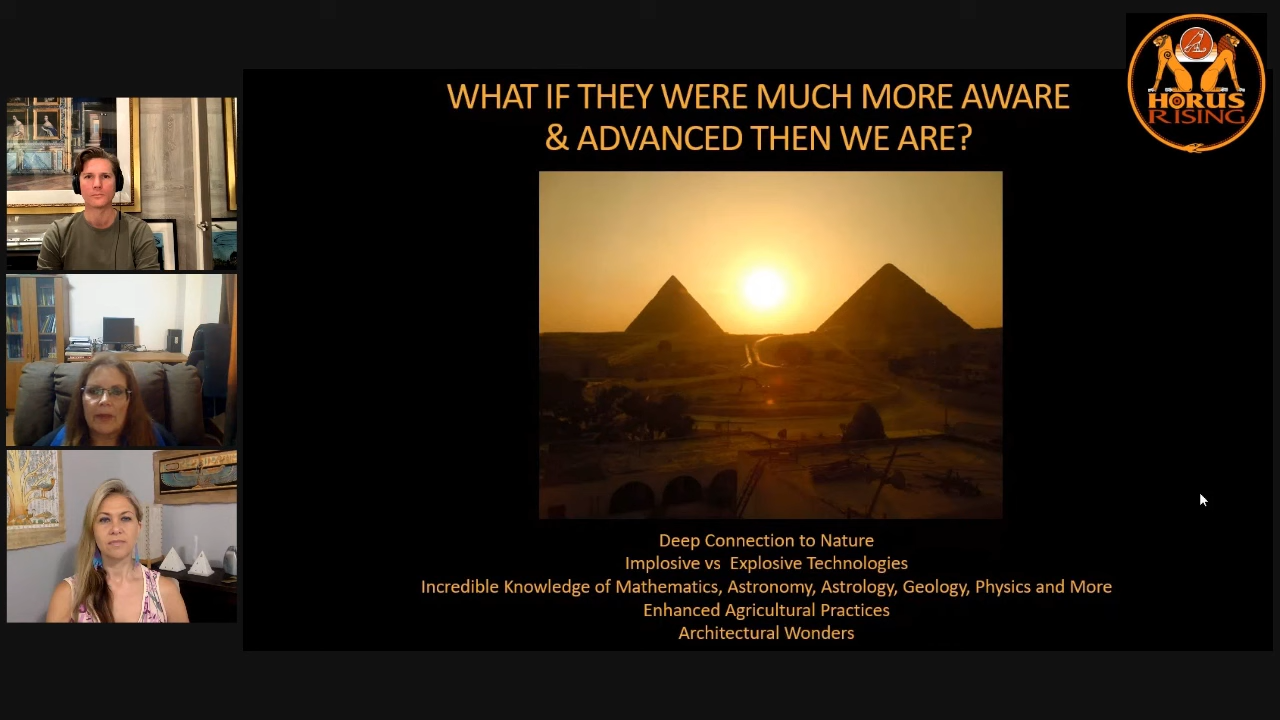 WHAT IF THEY WERE MUCH MORE AWARE
& ADVANCED THEN WE ARE?
HORUS
RISING
Deep Connection to Nature
Implosive vs Explosive Technologies
Incredible Knowledge of Mathematics, Astronomy, Astrology, Geology, Physics and More
Enhanced Agricultural Practices
Architectural Wonders